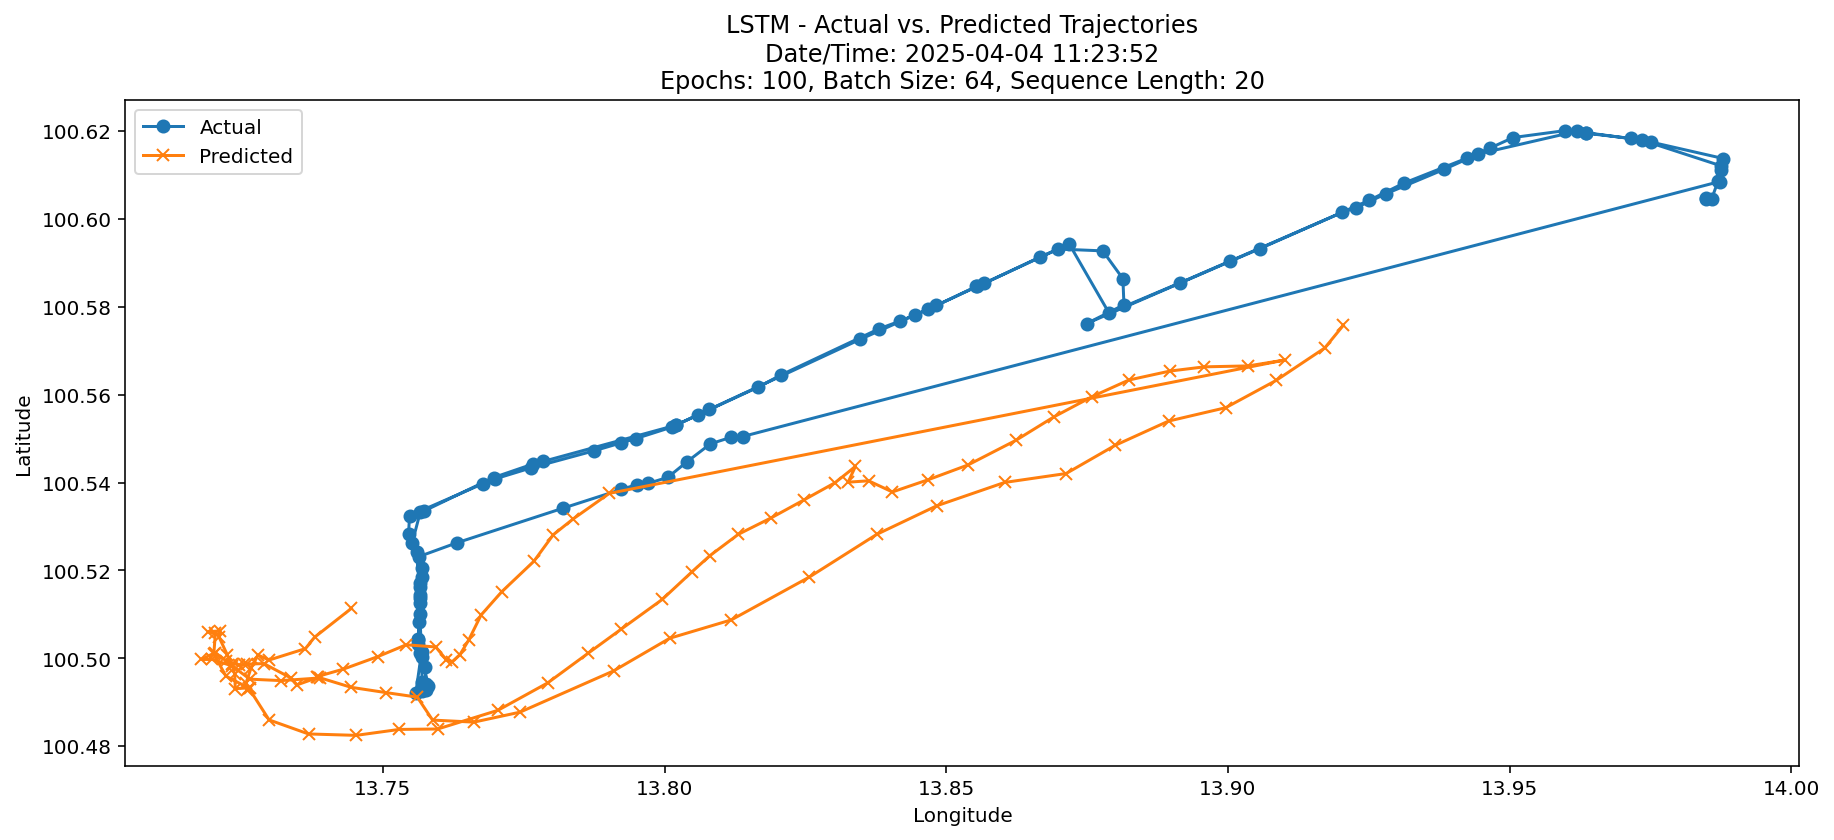 LSTM - Actual vs. Predicted Trajectories
Date/Time: 2025-04-04 11:23:52
Epochs: 100, Batch Size: 64, Sequence Length: 20
Actual
Predicted
100.62
100.60
100.58
100.56
100.54
100.52
100.50
100.48
Latitude
13.75
13.80
13.85
13.90
13.95
14.00
Longitude